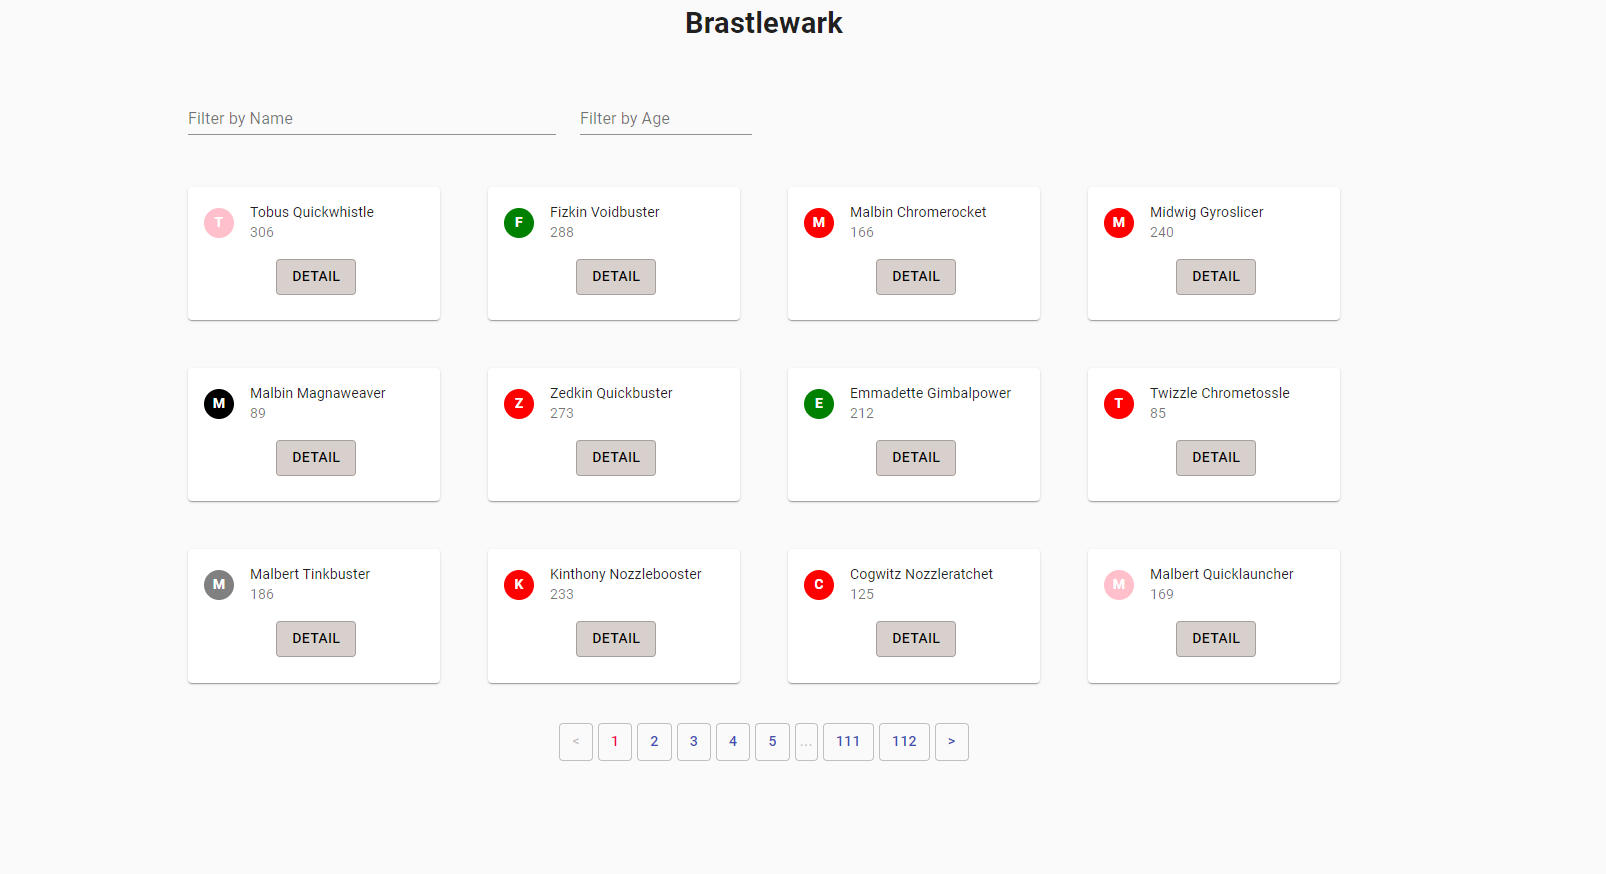 Brastlewark
Filter by Name
Filter by Age
T
Tobus Quickwhistle
306
DETAIL
F
Fizkin Voidbuster
288
DETAIL
M
Malbin Chromerocket
166
DETAIL
M
Midwig Gyroslicer
240
DETAIL
M
Malbin Magnaweaver
89
DETAIL
Z
Zedkin Quickbuster
273
DETAIL
E
Emmadette Gimbalpower
212
DETAIL
T
Twizzle Chrometossle
85
DETAIL
M
Malbert Tinkbuster
186
DETAIL
K
Kinthony Nozzlebooster
233
DETAIL
C
Cogwitz Nozzleratchet
125
DETAIL
M
Malbert Quicklauncher
169
DETAIL
< 1 2 3 4 5 ... 111 112 >